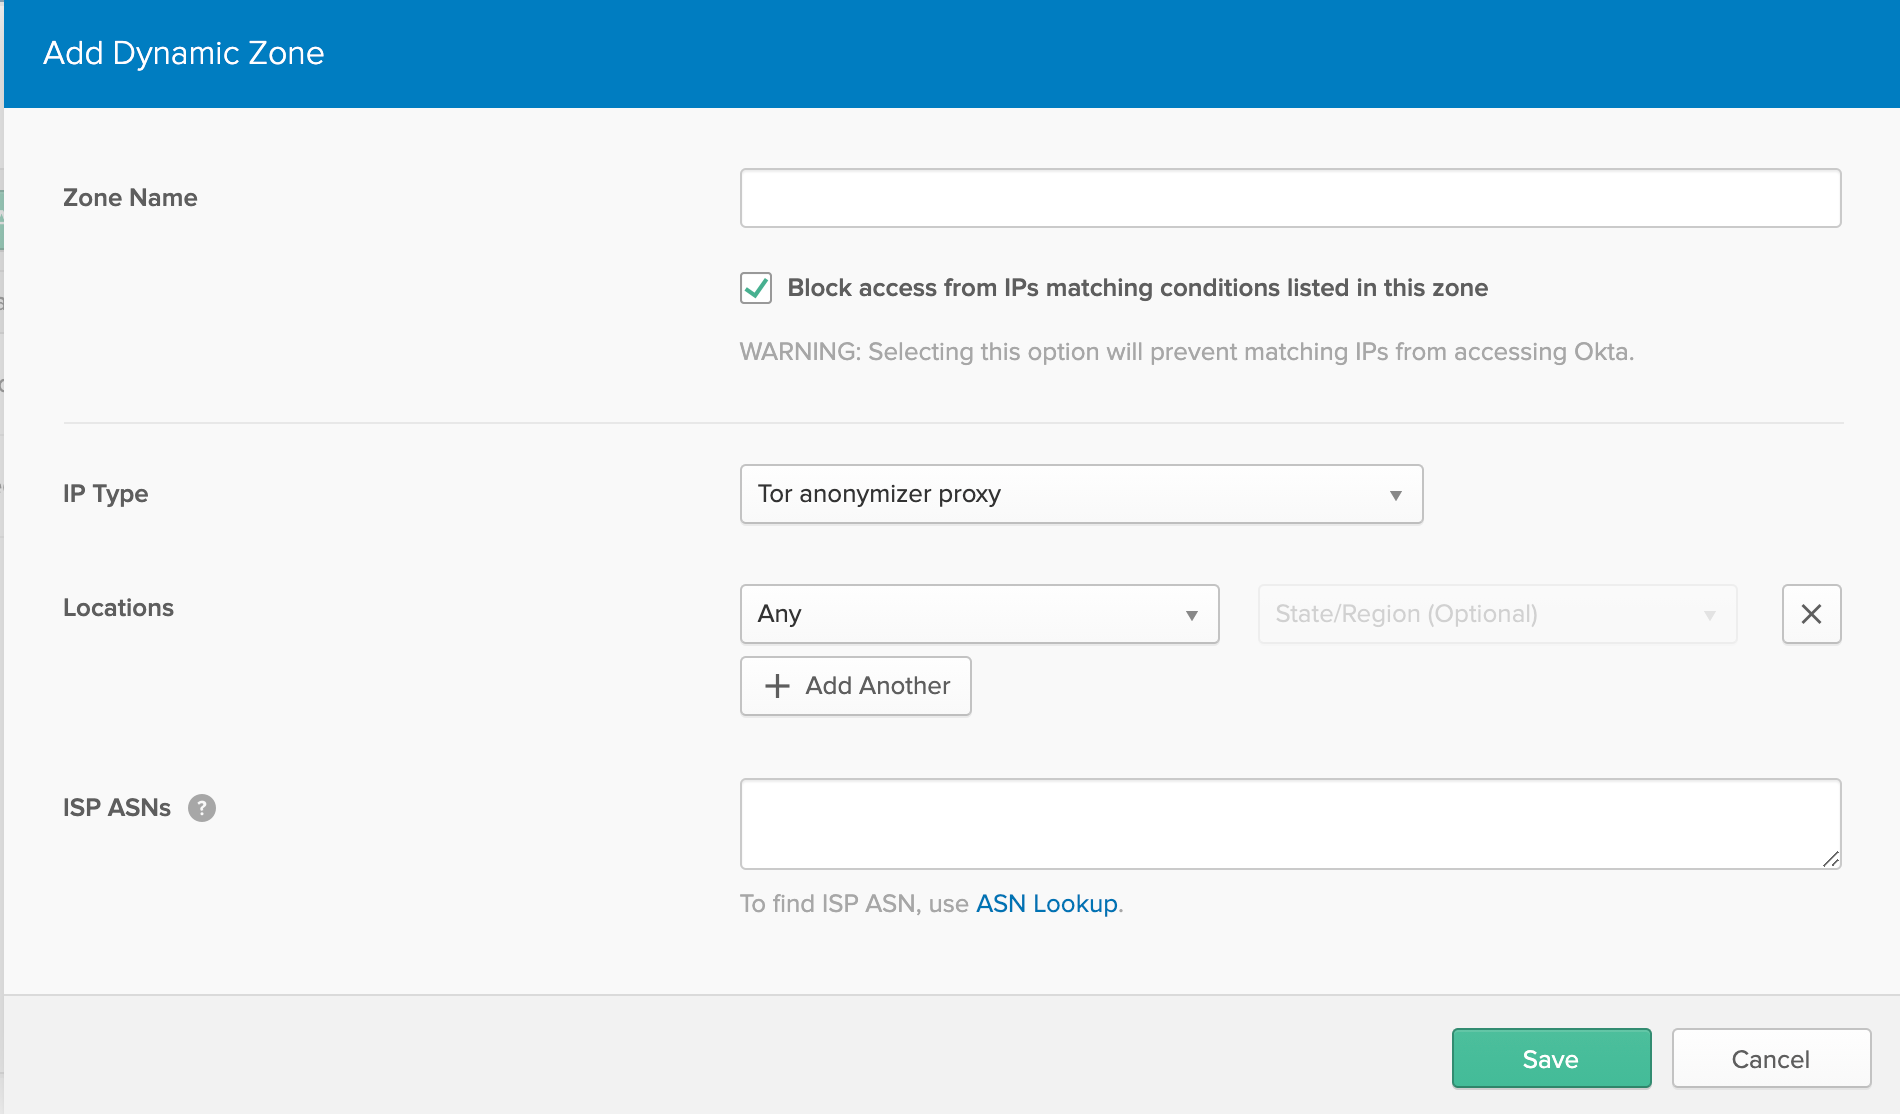 Add Dynamic Zone
Zone Name
Block access from IPs matching conditions listed in this zone
WARNING: Selecting this option will prevent matching IPs from accessing Okta.
IP Type
Tor anonymizer proxy
Locations
Any
State/Region (Optional)
Add Another
ISP ASNs ?
To find ISP ASN, use ASN Lookup.
Save
Cancel